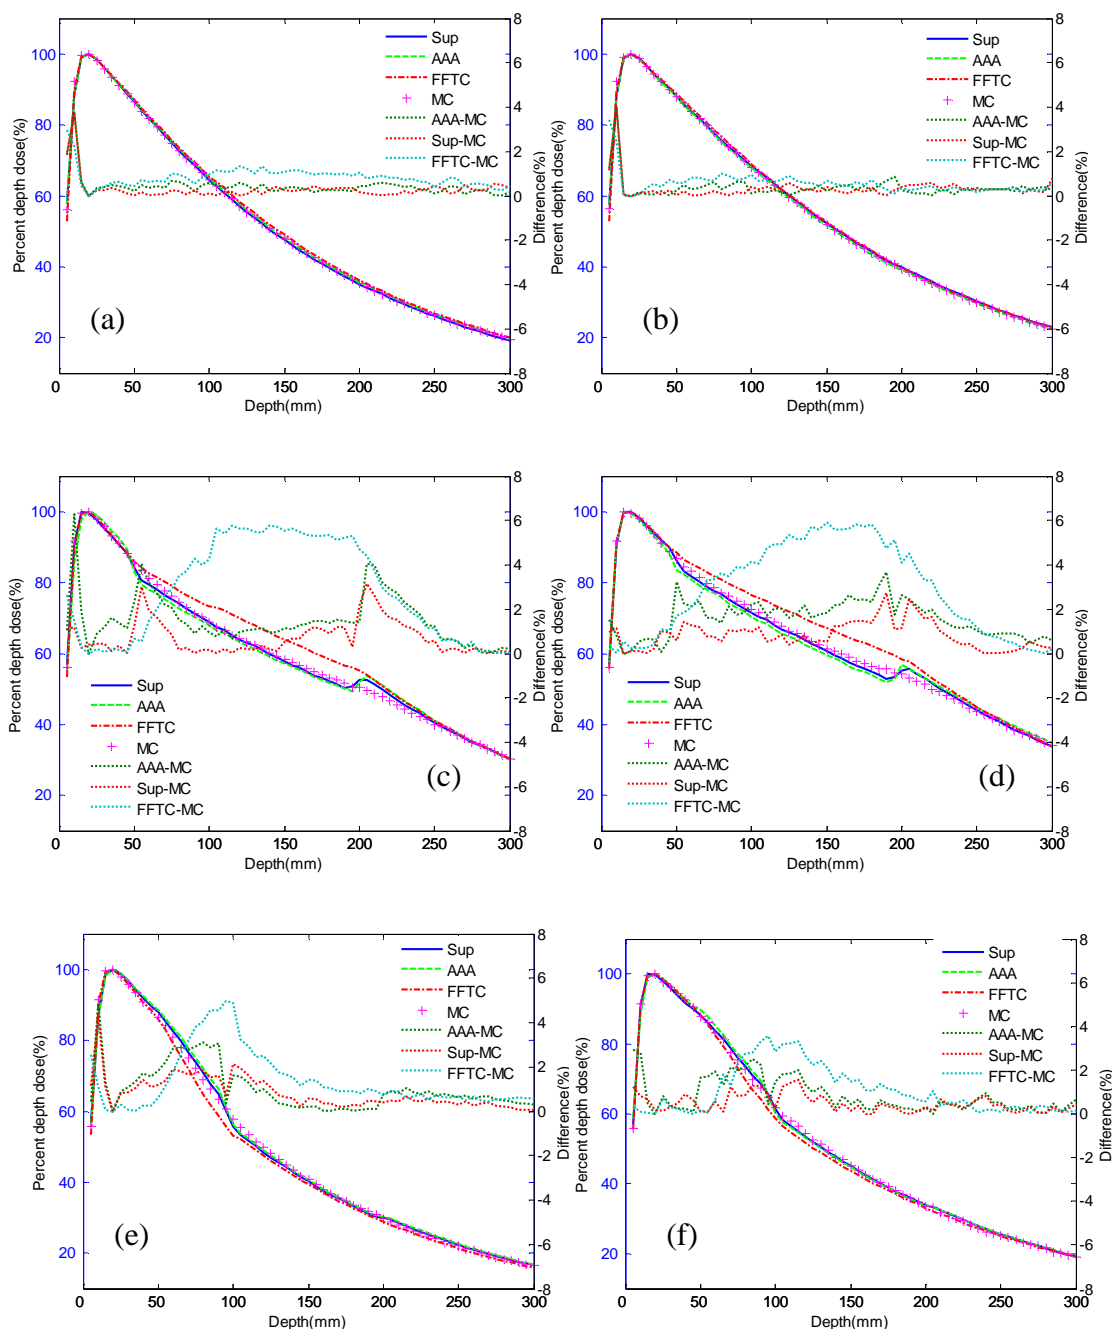 8
Sup
AAA
FFTC
MC
AAA-MC
Sup-MC
FFTC-MC
100
80
60
40
20
6
4
2
0
-2
-4
-6
-8
Percent depth dose(%)
Difference(%)
(a)
0 50 100 150 200 250 300
Depth(mm)
8
Sup
AAA
FFTC
MC
AAA-MC
Sup-MC
FFTC-MC
100
80
60
40
20
6
4
2
0
-2
-4
-6
-8
Percent depth dose(%)
Difference(%)
(b)
0 50 100 150 200 250 300
Depth(mm)
8
100
80
60
40
20
6
4
2
0
-2
-4
-6
-8
Percent depth dose(%)
Difference(%)
Sup
AAA
FFTC
MC
AAA-MC
Sup-MC
FFTC-MC
(c)
0 50 100 150 200 250 300
Depth(mm)
8
100
80
60
40
20
6
4
2
0
-2
-4
-6
-8
Percent depth dose(%)
Difference(%)
Sup
AAA
FFTC
MC
AAA-MC
Sup-MC
FFTC-MC
(d)
0 50 100 150 200 250 300
Depth(mm)
8
Sup
AAA
FFTC
MC
AAA-MC
Sup-MC
FFTC-MC
100
80
60
40
20
6
4
2
0
-2
-4
-6
-8
Percent depth dose(%)
Difference(%)
(e)
0 50 100 150 200 250 300
Depth(mm)
8
Sup
AAA
FFTC
MC
AAA-MC
Sup-MC
FFTC-MC
100
80
60
40
20
6
4
2
0
-2
-4
-6
-8
Percent depth dose(%)
Difference(%)
(f)
0 50 100 150 200 250 300
Depth(mm)